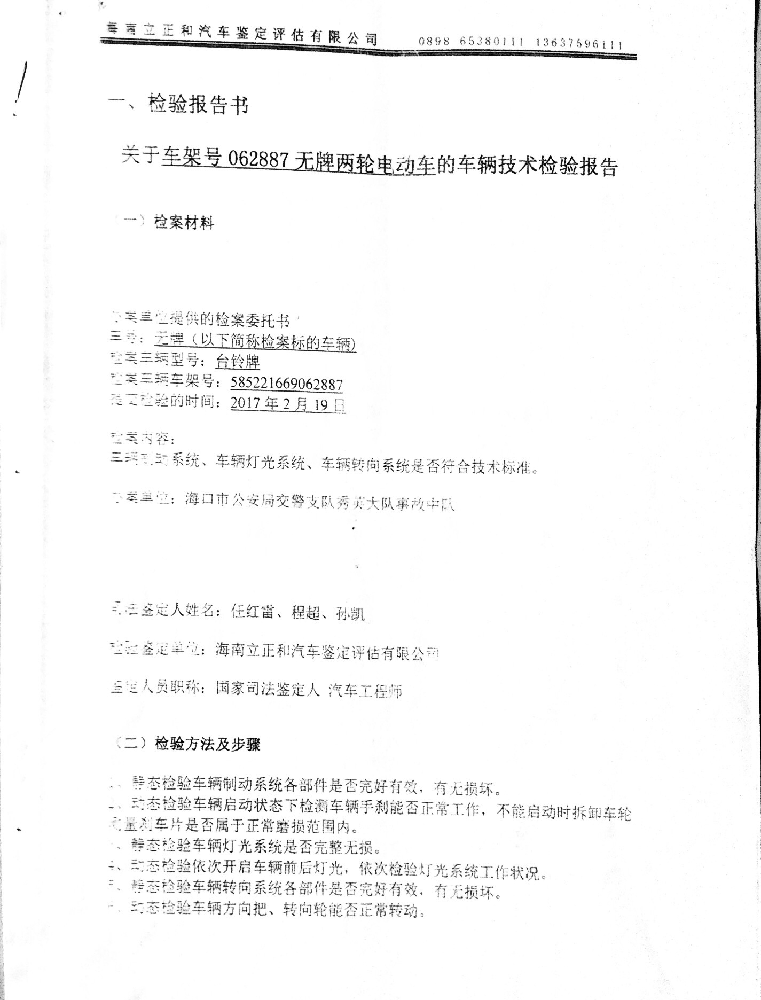 海南立正和汽车鉴定评估有限公司 0898 65380111 13637596111
一、检验报告书
关于车架号 062887 无牌两轮电动车的车辆技术检验报告
（一）检案材料
单位提供的检案委托书
号：无牌（以下简称检案标的车辆)
检案车辆型号：台铃牌
检案车辆车架号：585221669062887
提交检验的时间：2017 年 2 月 19 日
检案内容：
车辆制动系统、车辆灯光系统、车辆转向系统是否符合技术标准。
单位：海口市公安局交警支队秀英大队事故中队
司法鉴定人姓名：任红雷、程超、孙凯
检验鉴定单位：海南立正和汽车鉴定评估有限公司
鉴定人员职称：国家司法鉴定人 汽车工程师
（二）检验方法及步骤
、静态检验车辆制动系统各部件是否完好有效，有无损坏。
、动态检验车辆启动状态下检测车辆手刹能否正常工作，不能启动时拆卸车轮
测量刹车片是否属于正常磨损范围内。
、静态检验车辆灯光系统是否完整无损。
、动态检验依次开启车辆前后灯光，依次检验灯光系统工作状况。
、静态检验车辆转向系统各部件是否完好有效，有无损坏。
、动态检验车辆方向把、转向轮能否正常转动。